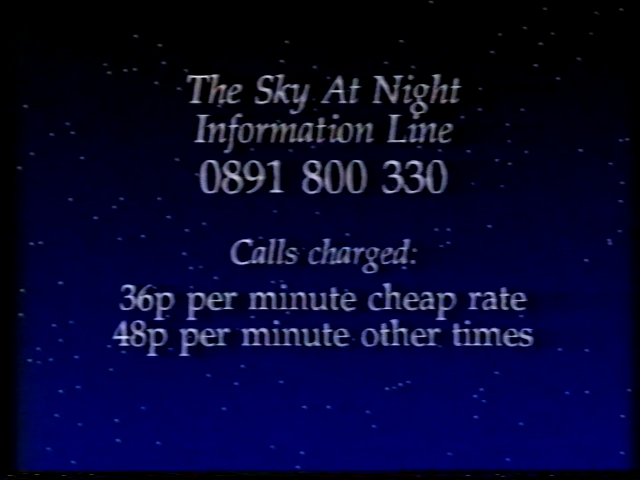 The Sky At Night
Information Line
0891 800 330
Calls charged:
36p per minute cheap rate
48p per minute other times